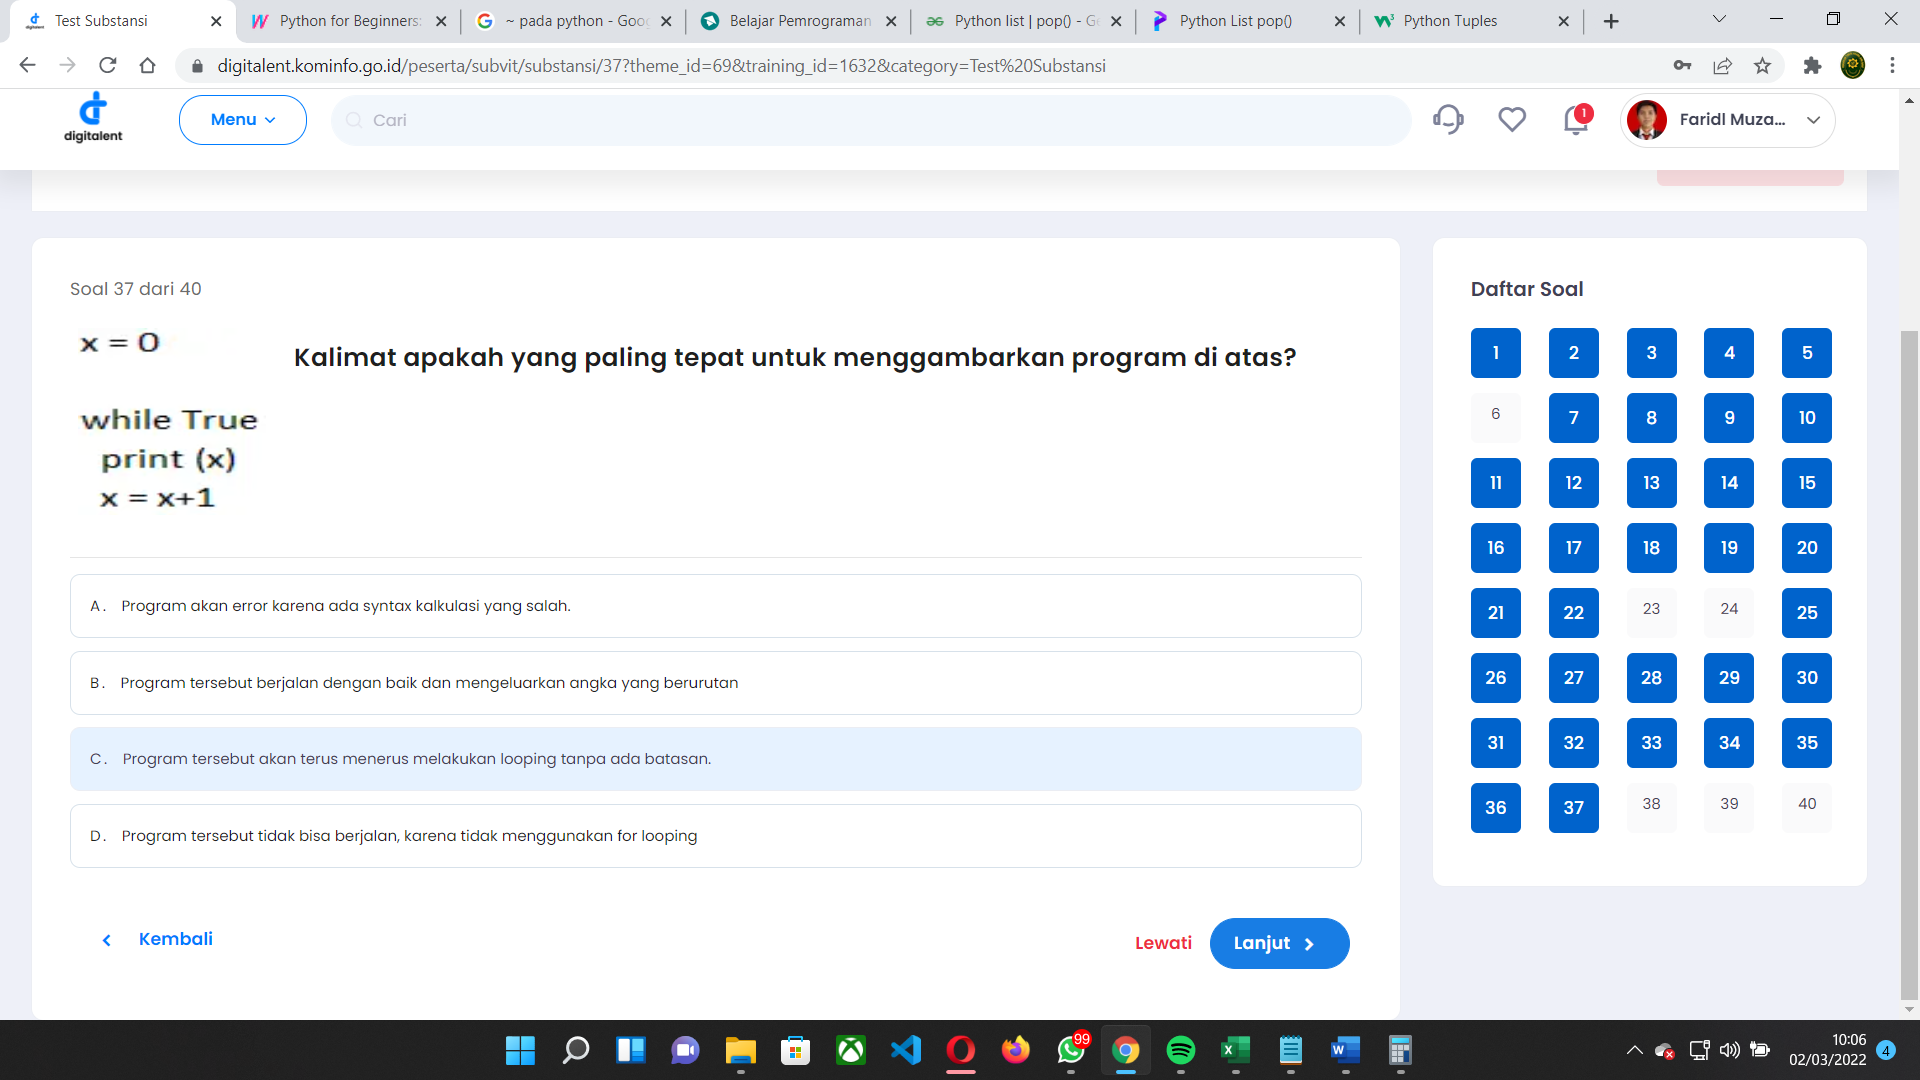 Test Substansi
Python for Beginners:
~ pada python - Goo
Belajar Pemrograman
Python list | pop() - Ge
Python List pop()
Python Tuples
digitalent.kominfo.go.id/peserta/subvit/substansi/37?theme_id=69&training_id=1632&category=Test%20Substansi
digitalent
Menu
Cari
1
Faridl Muza...
Soal 37 dari 40
x = 0
Kalimat apakah yang paling tepat untuk menggambarkan program di atas?
while True
print (x)
x = x+1
A. Program akan error karena ada syntax kalkulasi yang salah.
B. Program tersebut berjalan dengan baik dan mengeluarkan angka yang berurutan
C. Program tersebut akan terus menerus melakukan looping tanpa ada batasan.
D. Program tersebut tidak bisa berjalan, karena tidak menggunakan for looping
Kembali
Lewati
Lanjut
Daftar Soal
1 2 3 4 5
6 7 8 9 10
11 12 13 14 15
16 17 18 19 20
21 22 23 24 25
26 27 28 29 30
31 32 33 34 35
36 37 38 39 40
99
10:06
02/03/2022
4